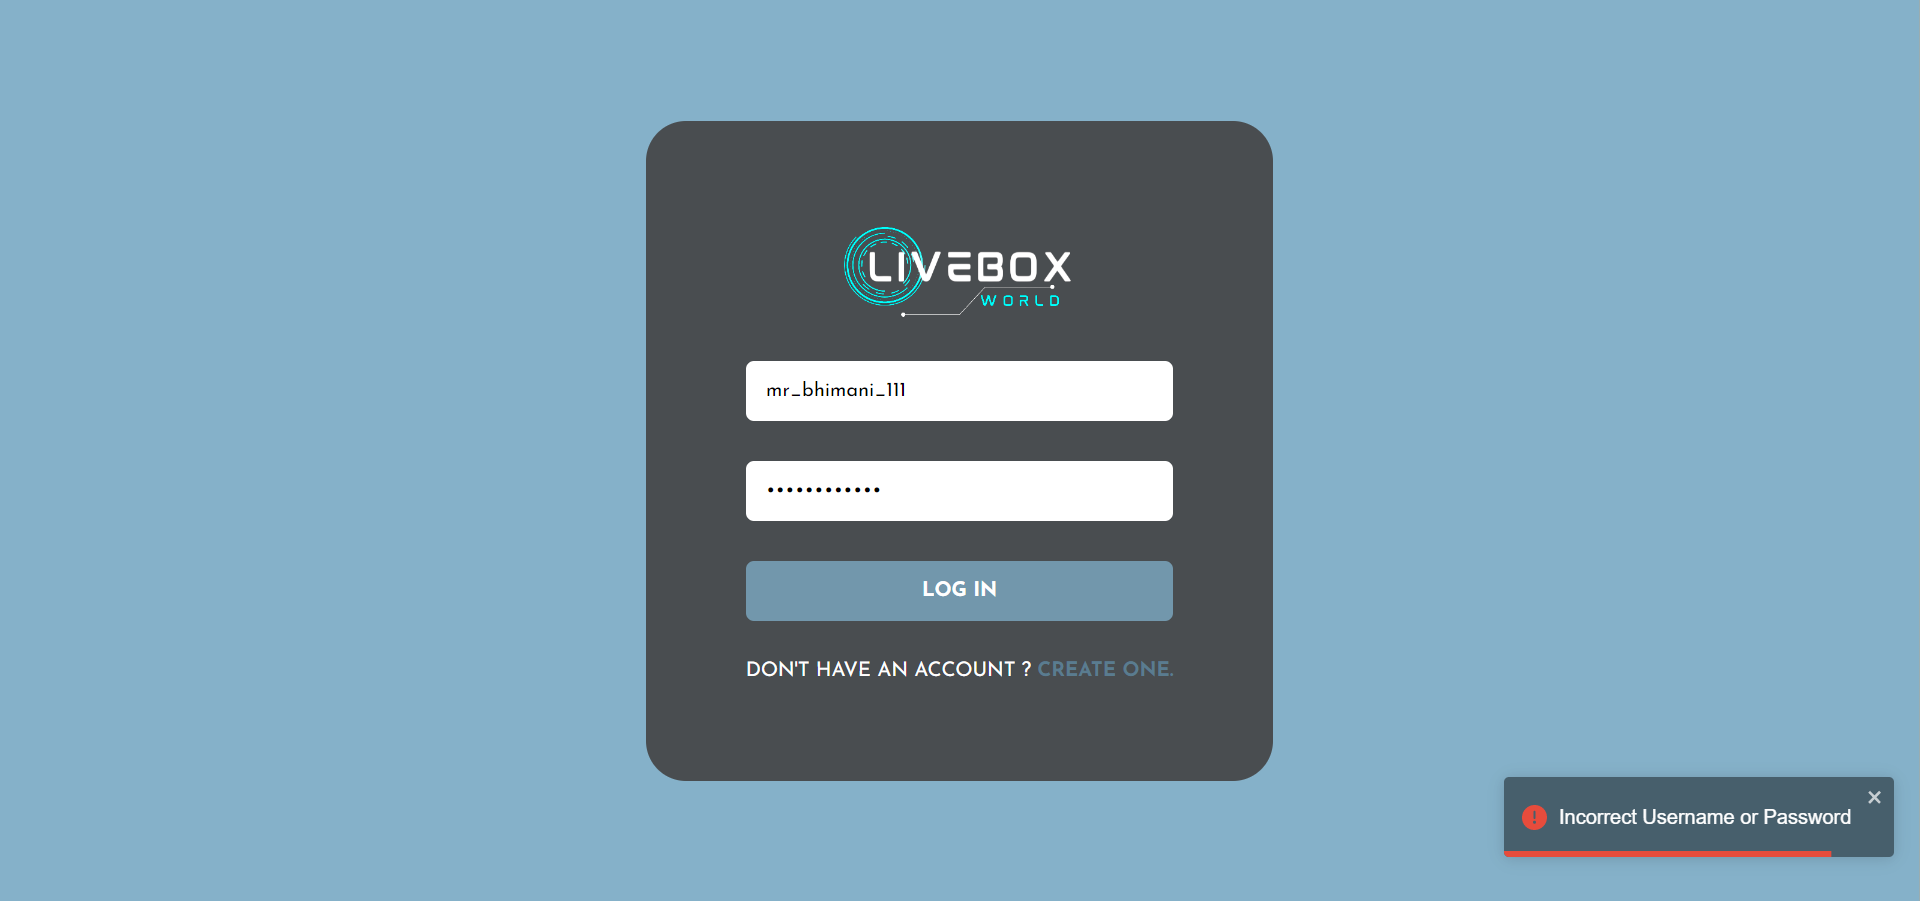 LIVEBOX
WORLD
mr_bhimani_111
••••••••••••
LOG IN
DON'T HAVE AN ACCOUNT ? CREATE ONE.
Incorrect Username or Password